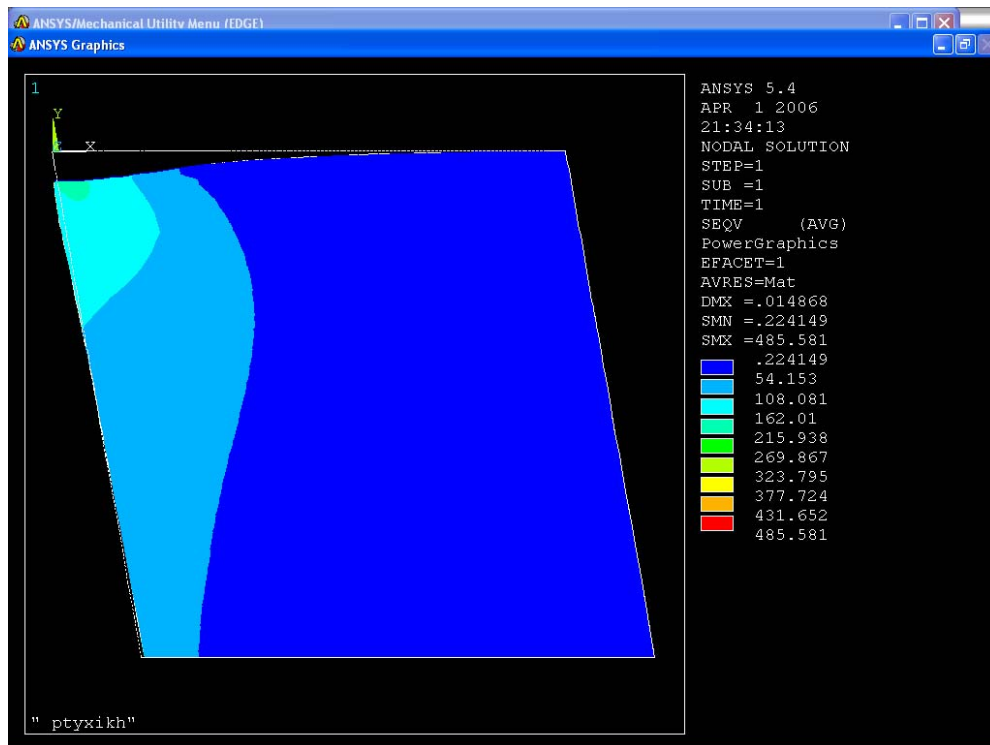 ANSYS/Mechanical Utility Menu (EDGE)
ANSYS Graphics
1
Y
X
ANSYS 5.4
APR 1 2006
21:34:13
NODAL SOLUTION
STEP=1
SUB =1
TIME=1
SEQV (AVG)
PowerGraphics
EFACET=1
AVRES=Mat
DMX =.014868
SMN =.224149
SMX =485.581
.224149
54.153
108.081
162.01
215.938
269.867
323.795
377.724
431.652
485.581
" ptyxikh"